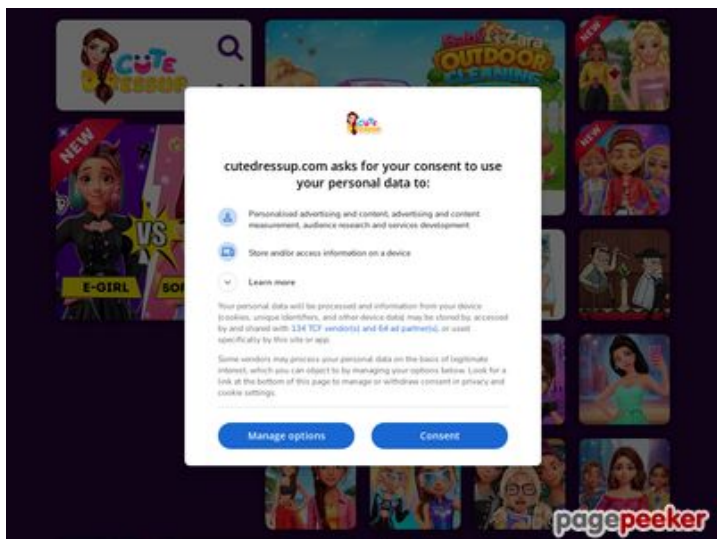 CUTE
DRESSUP
Baby Zara
OUTDOOR
CLEANING
NEW
NEW
NEW
VS
E-GIRL
SO
cutedressup.com asks for your consent to use
your personal data to:
Personalised advertising and content, advertising and content
measurement, audience research and services development
Store and/or access information on a device
Learn more
Your personal data will be processed and information from your device
(cookies, unique identifiers, and other device data) may be stored by, accessed
by and shared with 134 TCF vendor(s) and 64 ad partner(s), or used
specifically by this site or app.
Some vendors may process your personal data on the basis of legitimate
interest, which you can object to by managing your options below. Look for a
link at the bottom of this page to manage or withdraw consent in privacy and
cookie settings.
Manage options
Consent
pagepeeker